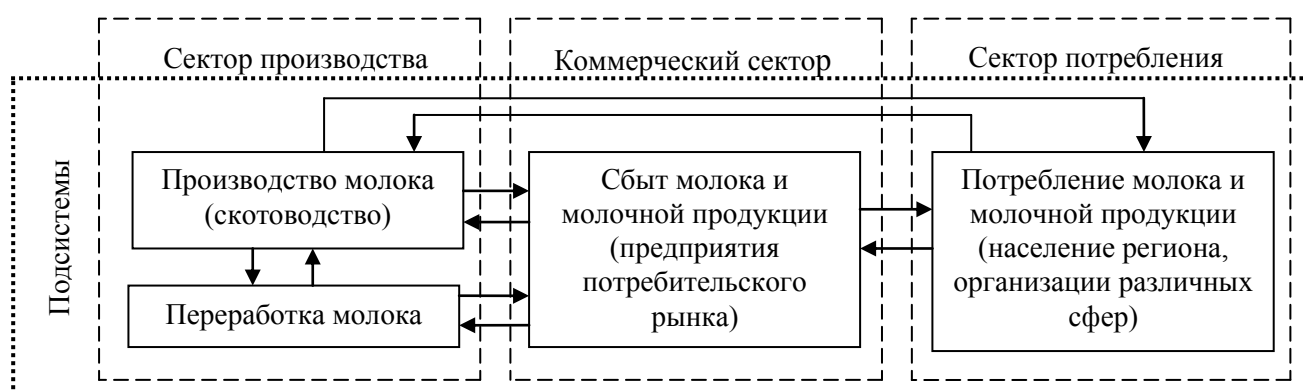 Сектор производства
Коммерческий сектор
Сектор потребления
Подсистемы
Производство молока
(скотоводство)
Переработка молока
Сбыт молока и
молочной продукции
(предприятия
потребительского
рынка)
Потребление молока и
молочной продукции
(население региона,
организации различных
сфер)